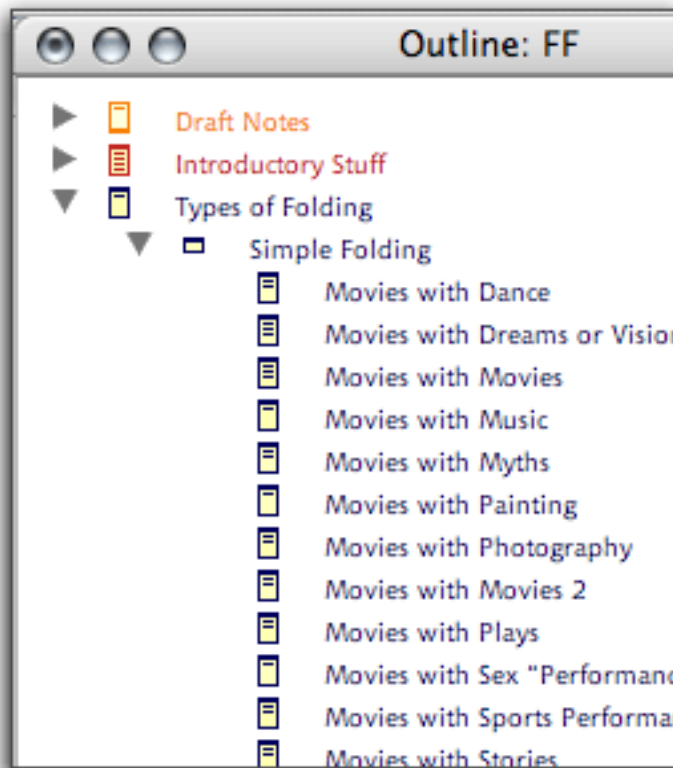 Outline: FF
Draft Notes
Introductory Stuff
Types of Folding
Simple Folding
Movies with Dance
Movies with Dreams or Vision
Movies with Movies
Movies with Music
Movies with Myths
Movies with Painting
Movies with Photography
Movies with Movies 2
Movies with Plays
Movies with Sex "Performanc
Movies with Sports Performa
Movies with Stories